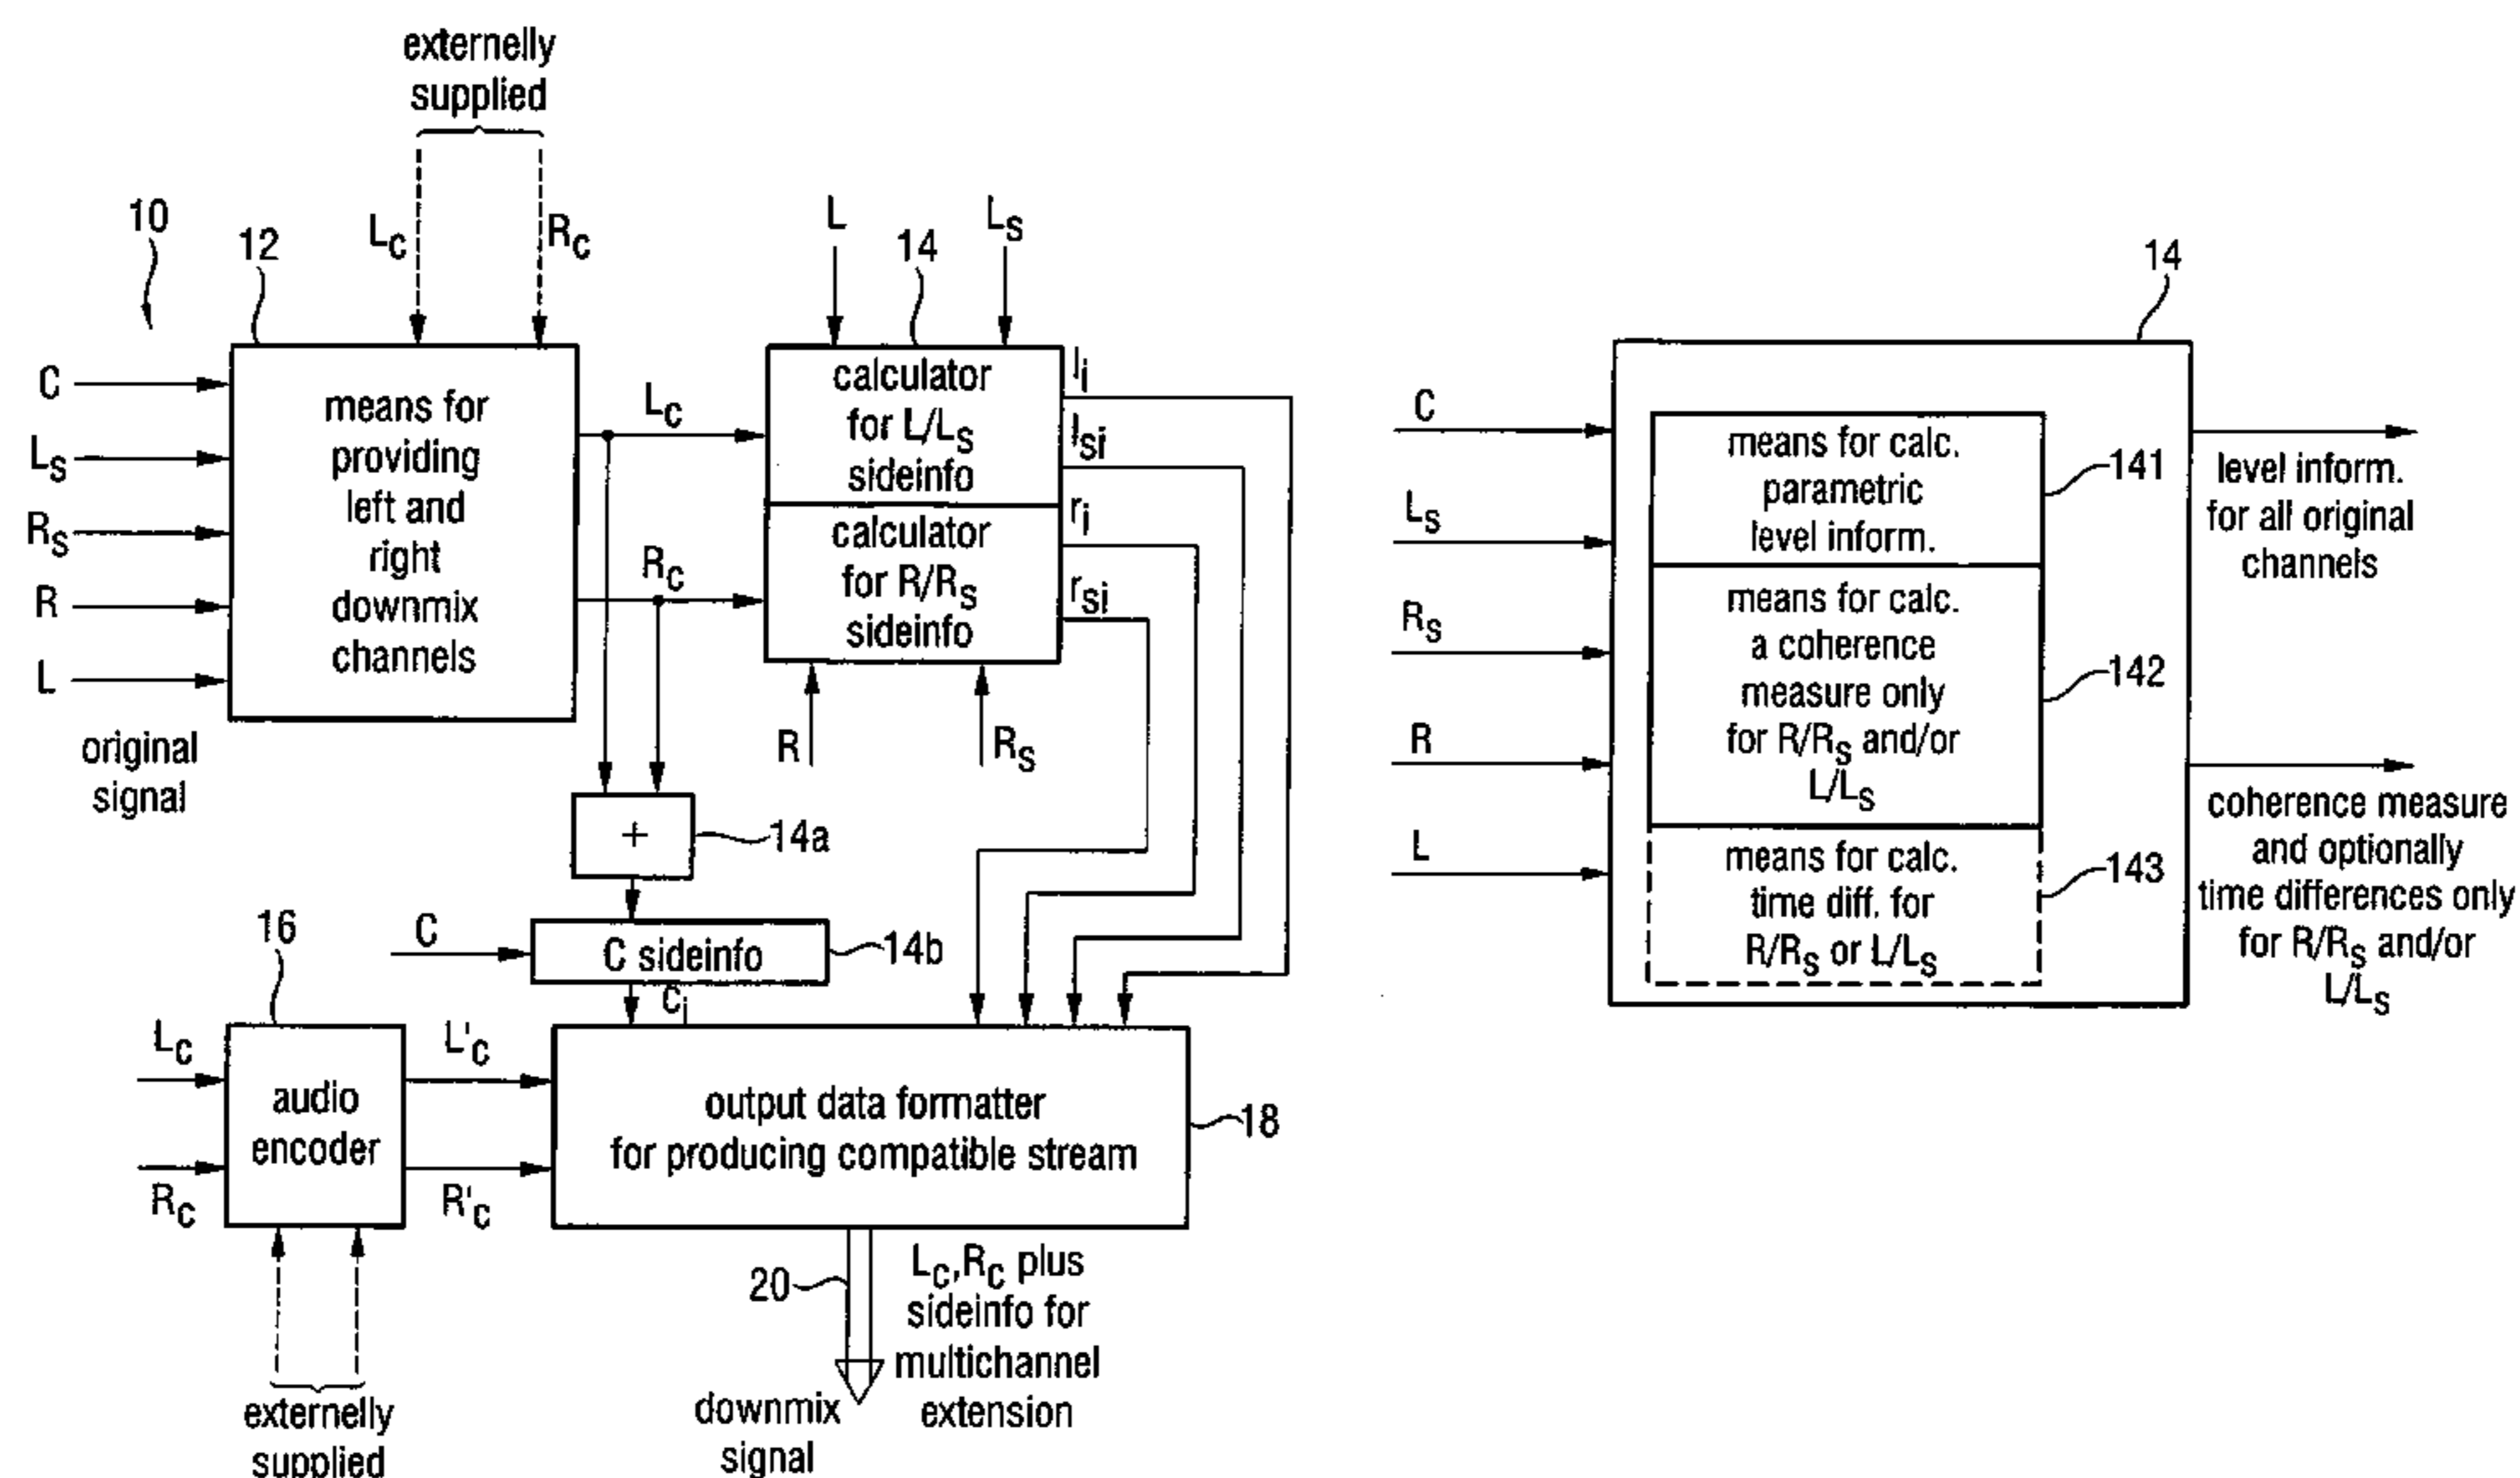 externelly
supplied
10
12
Lc
Rc
C
Ls
Rs
R
L
original
signal
means for
providing
left and
right
downmix
channels
Lc
Rc
L
14
Ls
calculator
for L/Ls
sideinfo
calculator
for R/Rs
sideinfo
li
lsi
ri
rsi
R
Rs
+
14a
C
C sideinfo
14b
ci
16
Lc
Rc
audio
encoder
L'c
R'c
output data formatter
for producing compatible stream
18
externelly
supplied
20
Lc,Rc plus
sideinfo for
multichannel
extension
downmix
signal
14
C
Ls
Rs
R
L
means for calc.
parametric
level inform.
141
means for calc.
a coherence
measure only
for R/Rs and/or
L/Ls
142
means for calc.
time diff. for
R/Rs or L/Ls
143
level inform.
for all original
channels
coherence measure
and optionally
time differences only
for R/Rs and/or
L/Ls